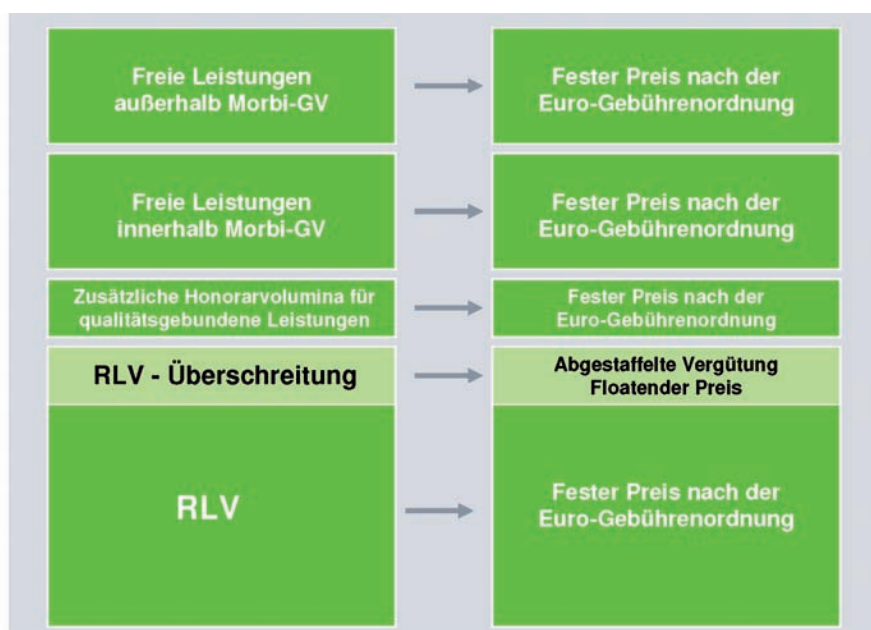 Freie Leistungen
außerhalb Morbi-GV
Fester Preis nach der
Euro-Gebührenordnung
Freie Leistungen
innerhalb Morbi-GV
Fester Preis nach der
Euro-Gebührenordnung
Zusätzliche Honorarvolumina für
qualitätsgebundene Leistungen
Fester Preis nach der
Euro-Gebührenordnung
RLV - Überschreitung
Abgestaffelte Vergütung
Floatender Preis
RLV
Fester Preis nach der
Euro-Gebührenordnung